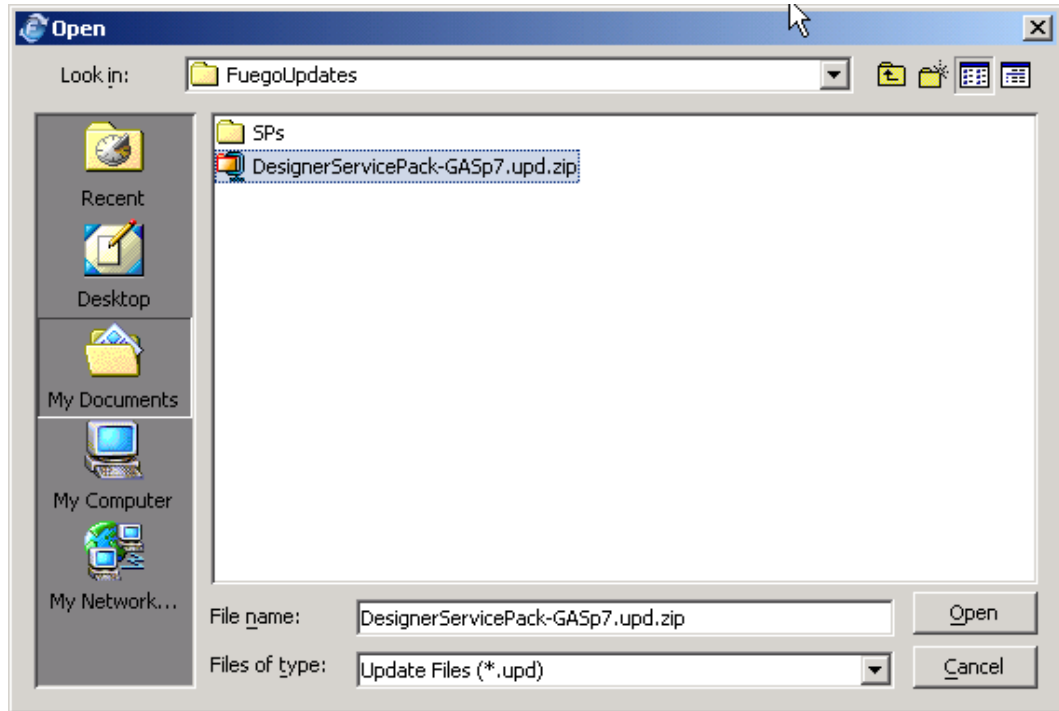 Open
Look in:
FuegoUpdates
SPs
DesignerServicePack-GASp7.upd.zip
Recent
Desktop
My Documents
My Computer
My Network...
File name:
DesignerServicePack-GASp7.upd.zip
Open
Files of type:
Update Files (*.upd)
Cancel